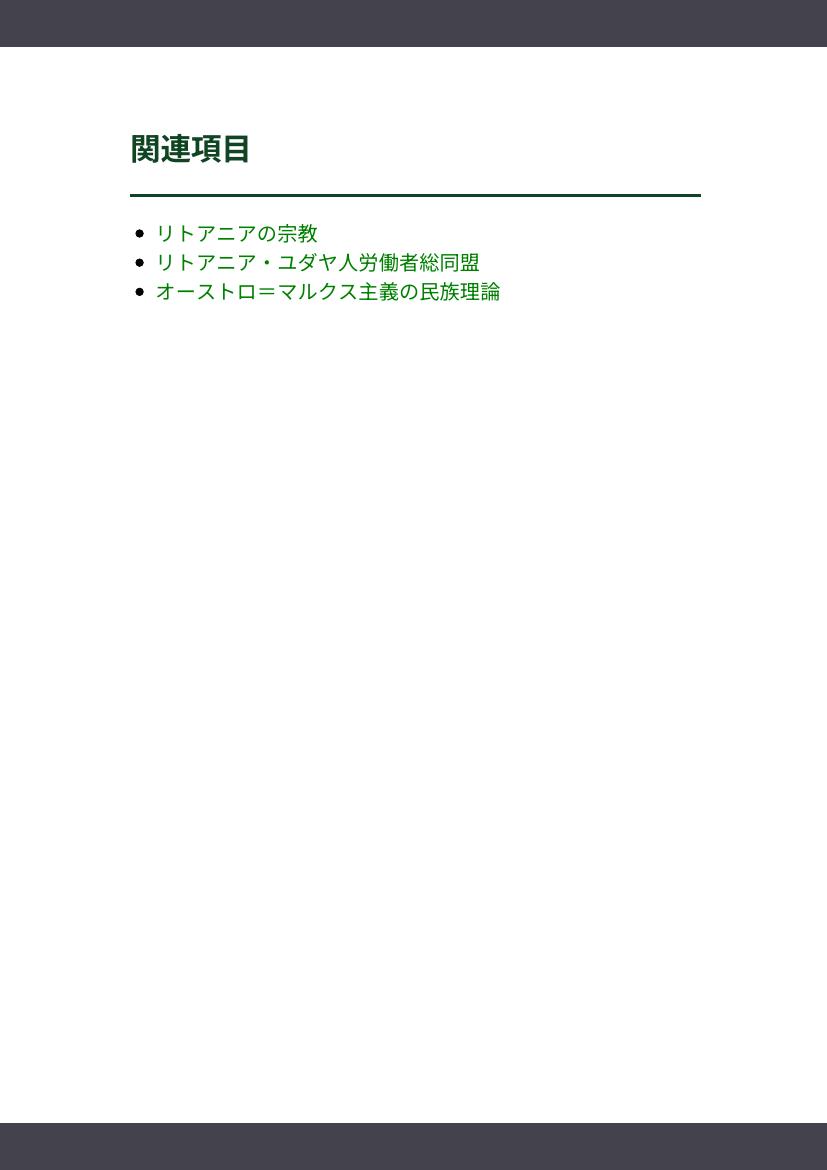 関連項目
リトアニアの宗教
リトアニア・ユダヤ人労働者総同盟
オーストロ＝マルクス主義の民族理論